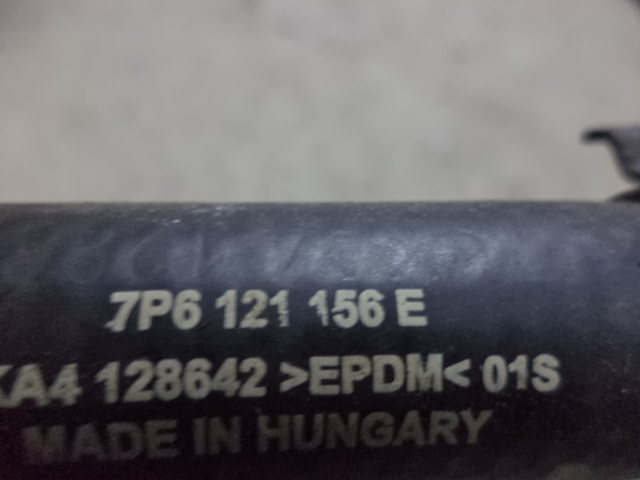 7P6 121 156 E
KA4 128642 >EPDM< 01S
MADE IN HUNGARY